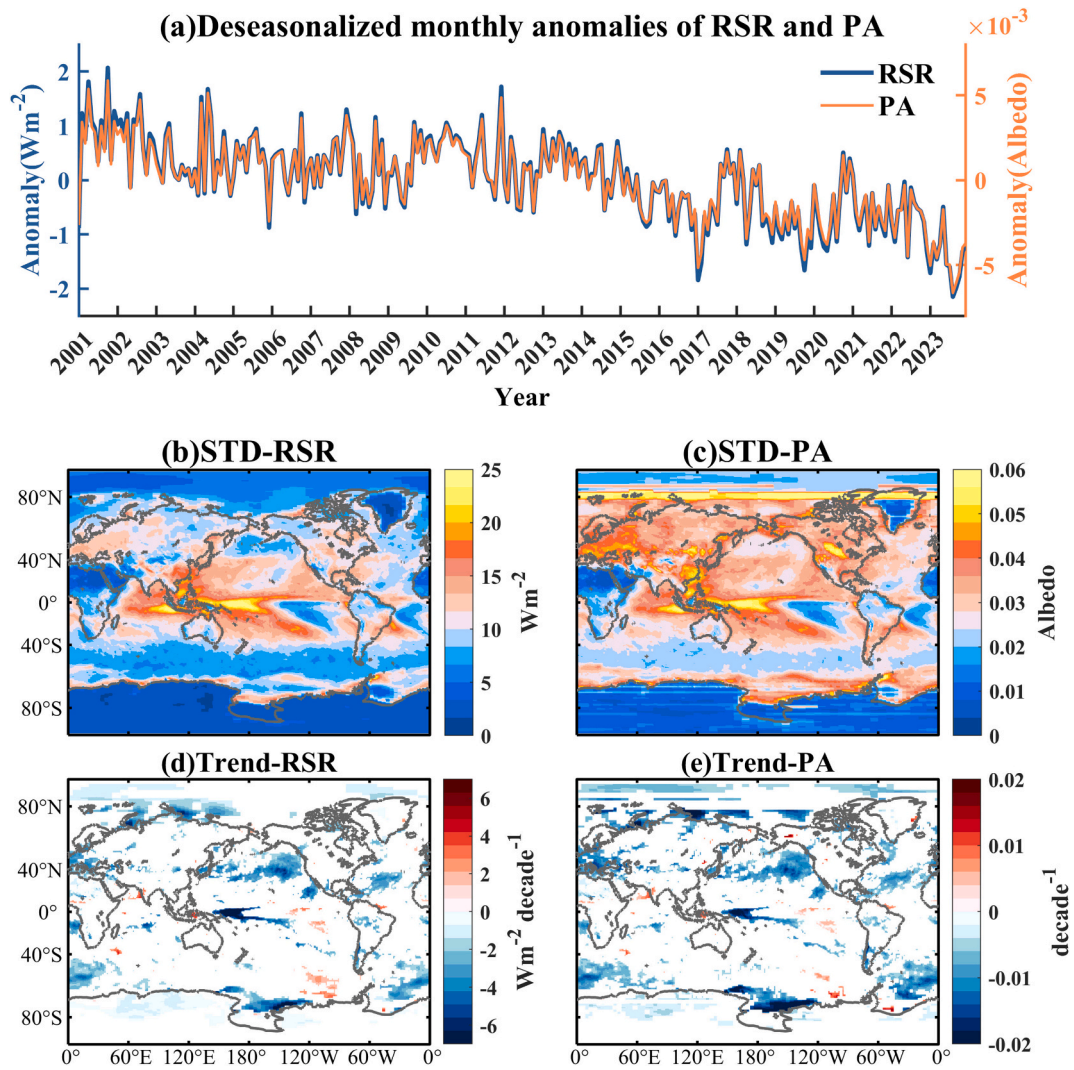 (a)Deseasonalized monthly anomalies of RSR and PA
×10⁻³
Anomaly(Wm⁻²)
2
1
0
-1
-2
RSR
PA
5
0
-5
Anomaly(Albedo)
2001 2002 2003 2004 2005 2006 2007 2008 2009 2010 2011 2012 2013 2014 2015 2016 2017 2018 2019 2020 2021 2022 2023
Year
(b)STD-RSR
80°N
40°N
0°
40°S
80°S
25
20
15
10
5
0
Wm⁻²
(c)STD-PA
0.06
0.05
0.04
0.03
0.02
0.01
0
Albedo
(d)Trend-RSR
80°N
40°N
0°
40°S
80°S
0° 60°E 120°E 180° 120°W 60°W 0°
6
4
2
0
-2
-4
-6
Wm⁻² decade⁻¹
(e)Trend-PA
0° 60°E 120°E 180° 120°W 60°W 0°
0.02
0.01
0
-0.01
-0.02
decade⁻¹